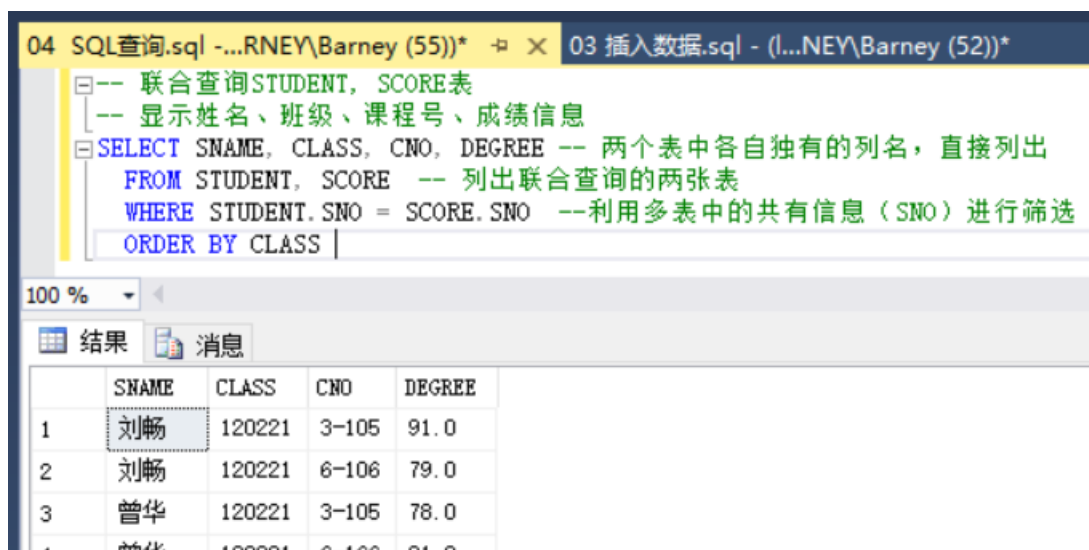 04 SQL查询.sql -...RNEY\Barney (55))* 03 插入数据.sql - (l...NEY\Barney (52))*
-- 联合查询STUDENT, SCORE表
-- 显示姓名、班级、课程号、成绩信息
SELECT SNAME, CLASS, CNO, DEGREE -- 两个表中各自独有的列名，直接列出
FROM STUDENT, SCORE -- 列出联合查询的两张表
WHERE STUDENT.SNO = SCORE.SNO --利用多表中的共有信息（SNO）进行筛选
ORDER BY CLASS
100 %
结果 消息
SNAME CLASS CNO DEGREE
1 刘畅 120221 3-105 91.0
2 刘畅 120221 6-106 79.0
3 曾华 120221 3-105 78.0